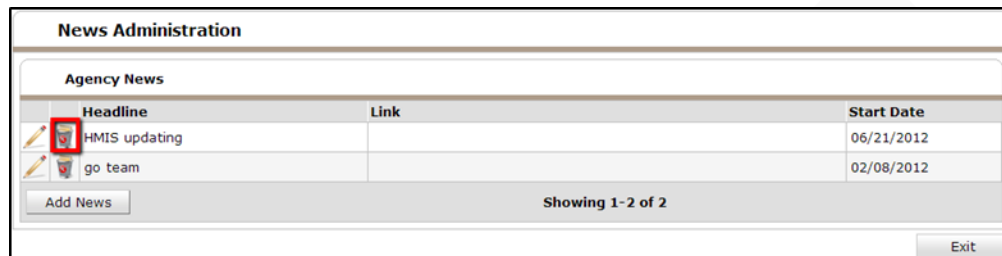 News Administration
Agency News
Headline Link Start Date
HMIS updating 06/21/2012
go team 02/08/2012
Add News Showing 1-2 of 2
Exit